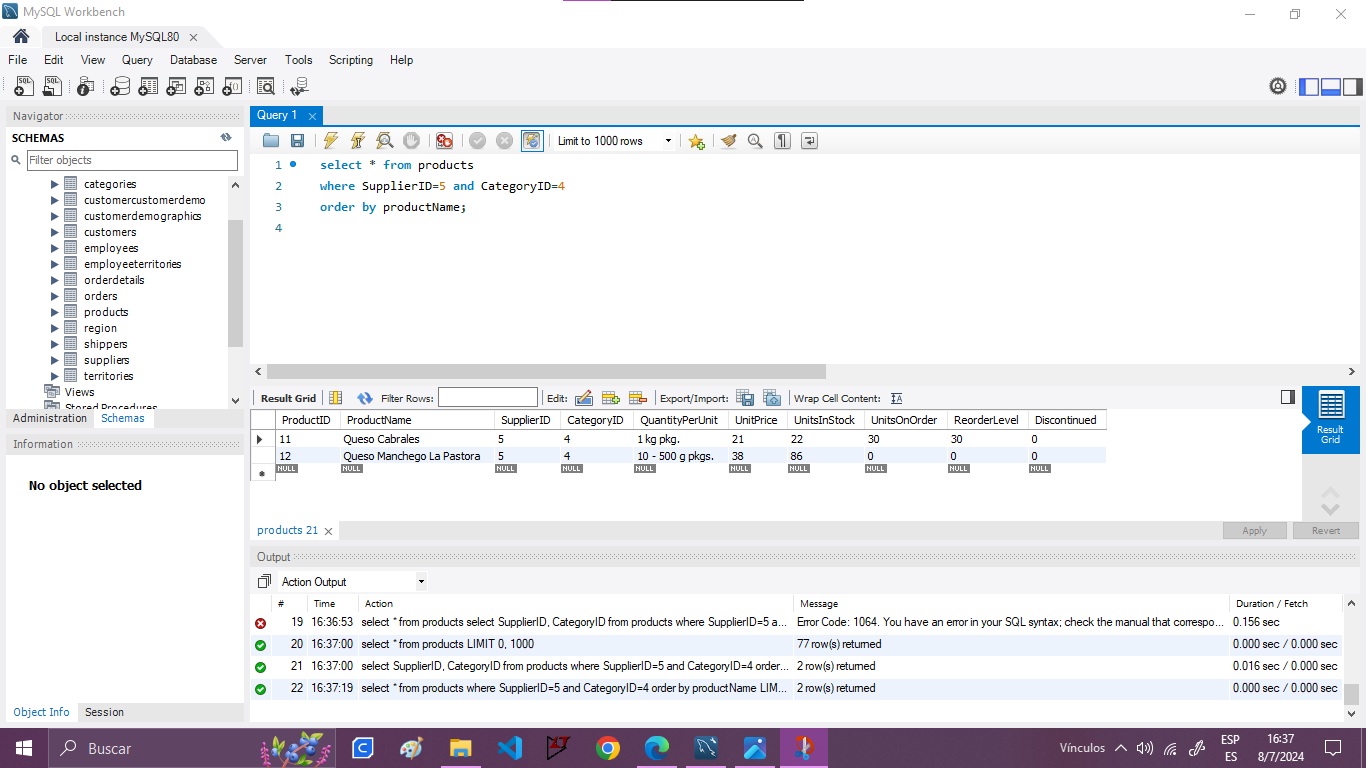 MySQL Workbench
Local instance MySQL80
File Edit View Query Database Server Tools Scripting Help
Navigator
SCHEMAS
Filter objects
categories
customercustomerdemo
customerdemographics
customers
employees
employeeterritories
orderdetails
orders
products
region
shippers
suppliers
territories
Views
Stored Procedures
Administration Schemas
Information
No object selected
Object Info Session
Query 1
Limit to 1000 rows
1 select * from products
2 where SupplierID=5 and CategoryID=4
3 order by productName;
4
Result Grid Filter Rows: Edit: Export/Import: Wrap Cell Content:
ProductID ProductName SupplierID CategoryID QuantityPerUnit UnitPrice UnitsInStock UnitsOnOrder ReorderLevel Discontinued
11 Queso Cabrales 5 4 1 kg pkg. 21 22 30 30 0
12 Queso Manchego La Pastora 5 4 10 - 500 g pkgs. 38 86 0 0 0
NULL NULL NULL NULL NULL NULL NULL NULL NULL NULL
Result
Grid
products 21
Apply Revert
Output
Action Output
# Time Action Message Duration / Fetch
19 16:36:53 select * from products select SupplierID, CategoryID from products where SupplierID=5 a... Error Code: 1064. You have an error in your SQL syntax; check the manual that correspo... 0.156 sec
20 16:37:00 select * from products LIMIT 0, 1000 77 row(s) returned 0.000 sec / 0.000 sec
21 16:37:00 select SupplierID, CategoryID from products where SupplierID=5 and CategoryID=4 order... 2 row(s) returned 0.016 sec / 0.000 sec
22 16:37:19 select * from products where SupplierID=5 and CategoryID=4 order by productName LIM... 2 row(s) returned 0.000 sec / 0.000 sec
Buscar
Vínculos
ESP
ES
16:37
8/7/2024